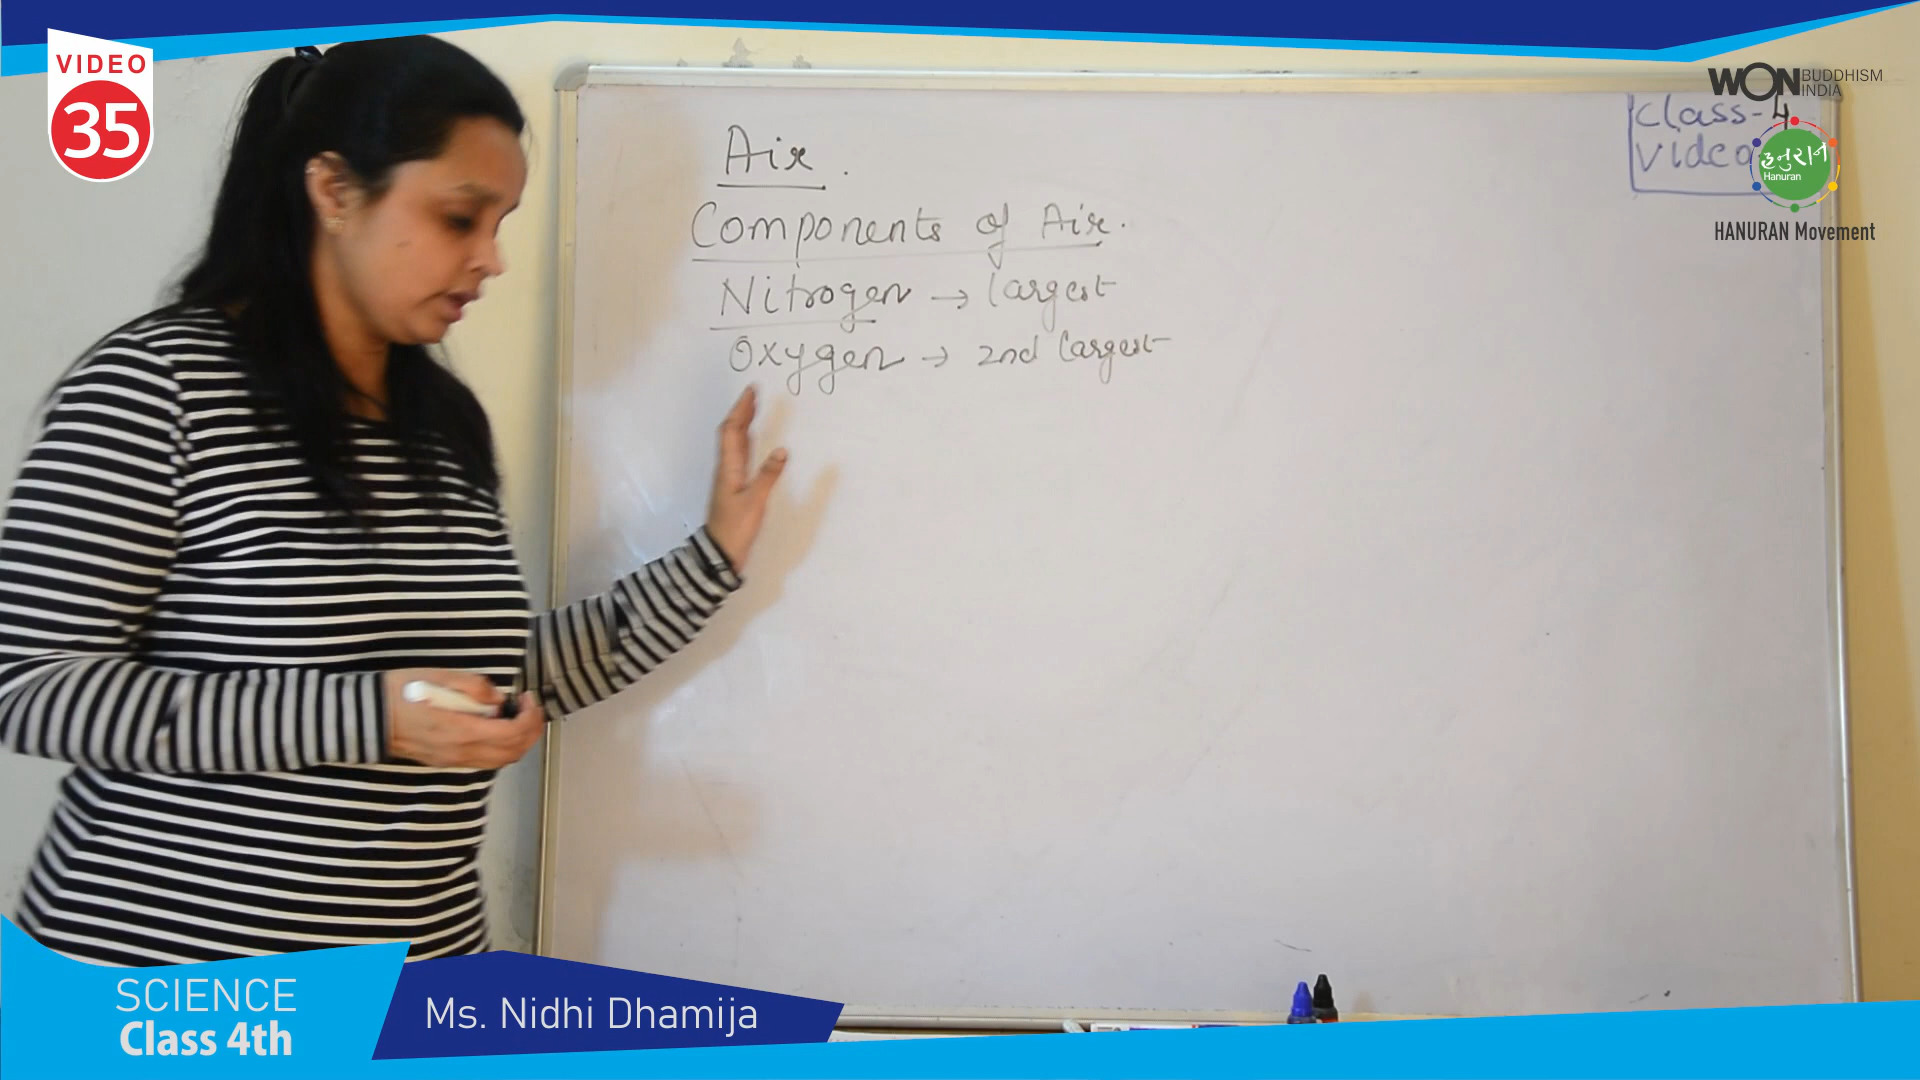 VIDEO
35
WON BUDDHISM INDIA
Class-4
Video
હનુરાન
Hanuran
HANURAN Movement
Air.
Components of Air.
Nitrogen → largest
Oxygen → 2nd largest
SCIENCE
Class 4th
Ms. Nidhi Dhamija